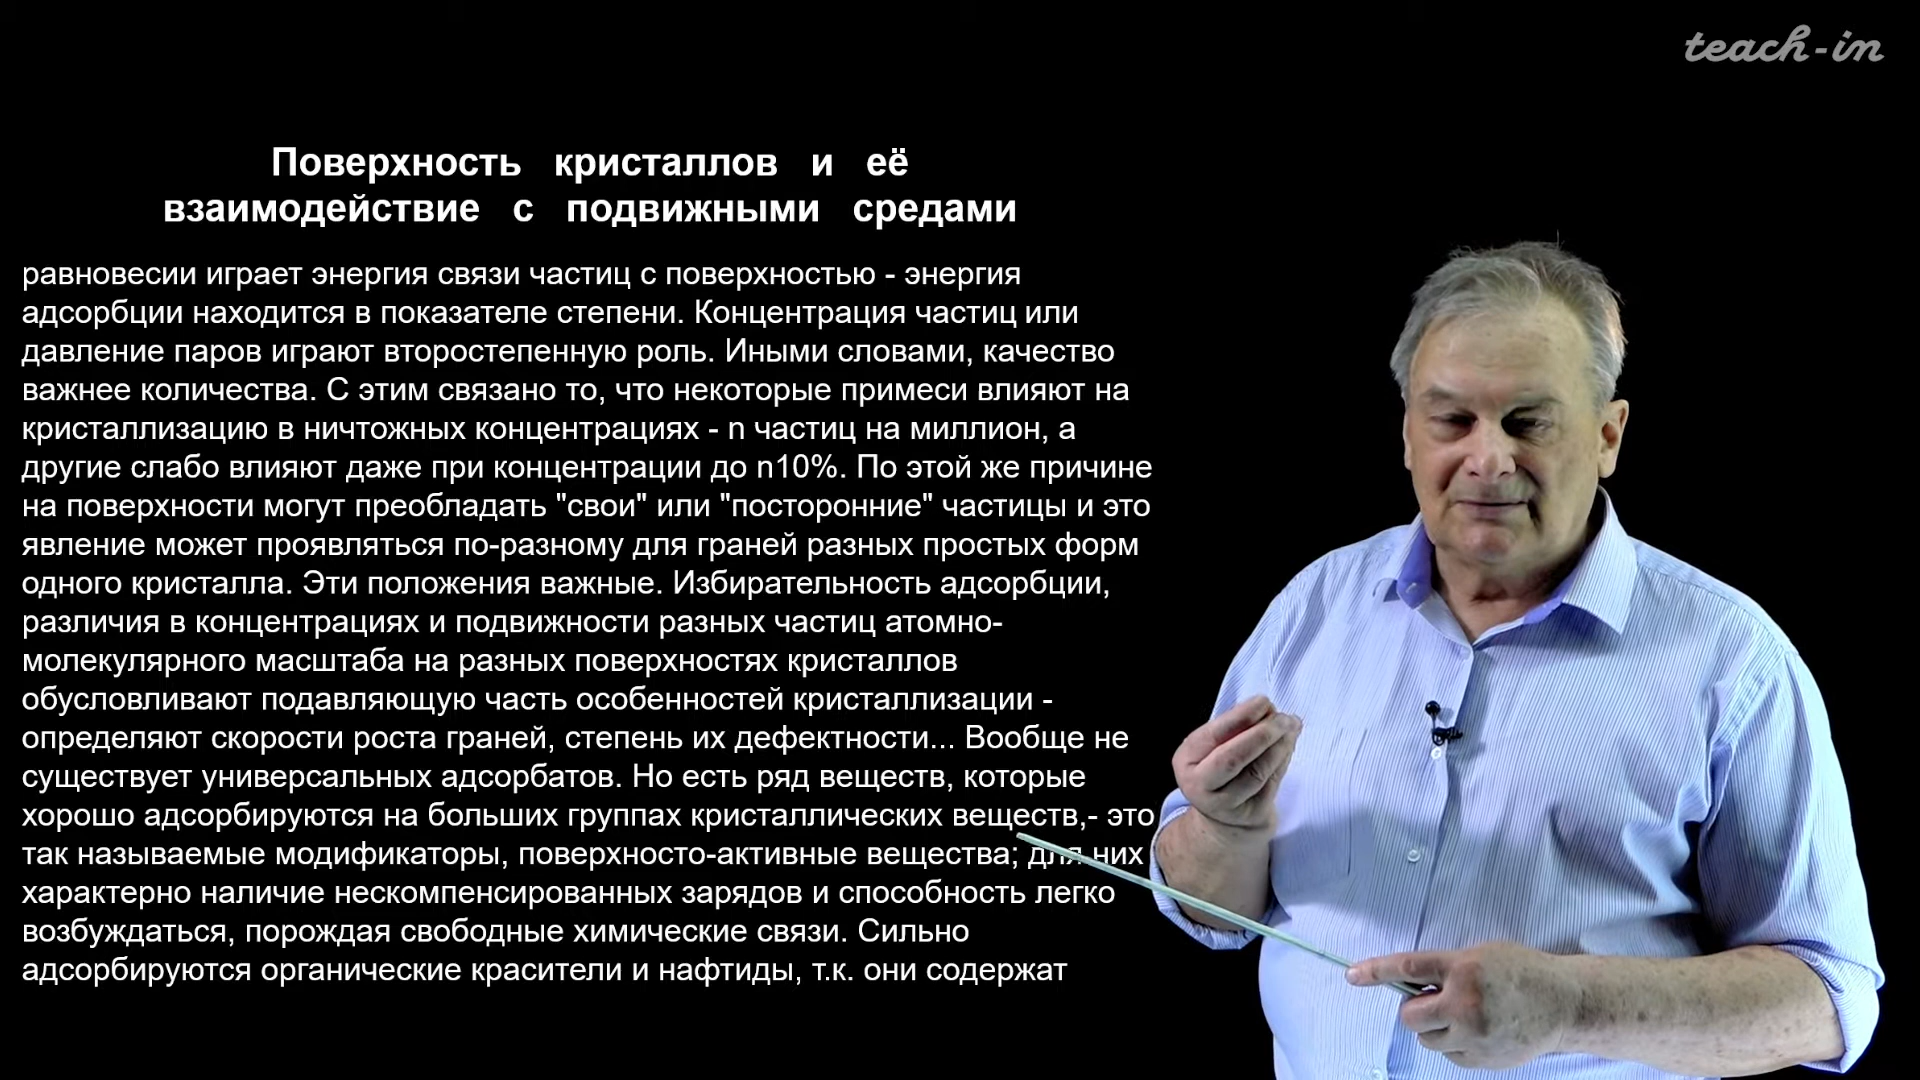 teach-in
Поверхность кристаллов и её
взаимодействие с подвижными средами
равновесии играет энергия связи частиц с поверхностью - энергия
адсорбции находится в показателе степени. Концентрация частиц или
давление паров играют второстепенную роль. Иными словами, качество
важнее количества. С этим связано то, что некоторые примеси влияют на
кристаллизацию в ничтожных концентрациях - n частиц на миллион, а
другие слабо влияют даже при концентрации до n10%. По этой же причине
на поверхности могут преобладать "свои" или "посторонние" частицы и это
явление может проявляться по-разному для граней разных простых форм
одного кристалла. Эти положения важные. Избирательность адсорбции,
различия в концентрациях и подвижности разных частиц атомно-
молекулярного масштаба на разных поверхностях кристаллов
обусловливают подавляющую часть особенностей кристаллизации -
определяют скорости роста граней, степень их дефектности... Вообще не
существует универсальных адсорбатов. Но есть ряд веществ, которые
хорошо адсорбируются на больших группах кристаллических веществ,- это
так называемые модификаторы, поверхносто-активные вещества; для них
характерно наличие нескомпенсированных зарядов и способность легко
возбуждаться, порождая свободные химические связи. Сильно
адсорбируются органические красители и нафтиды, т.к. они содержат